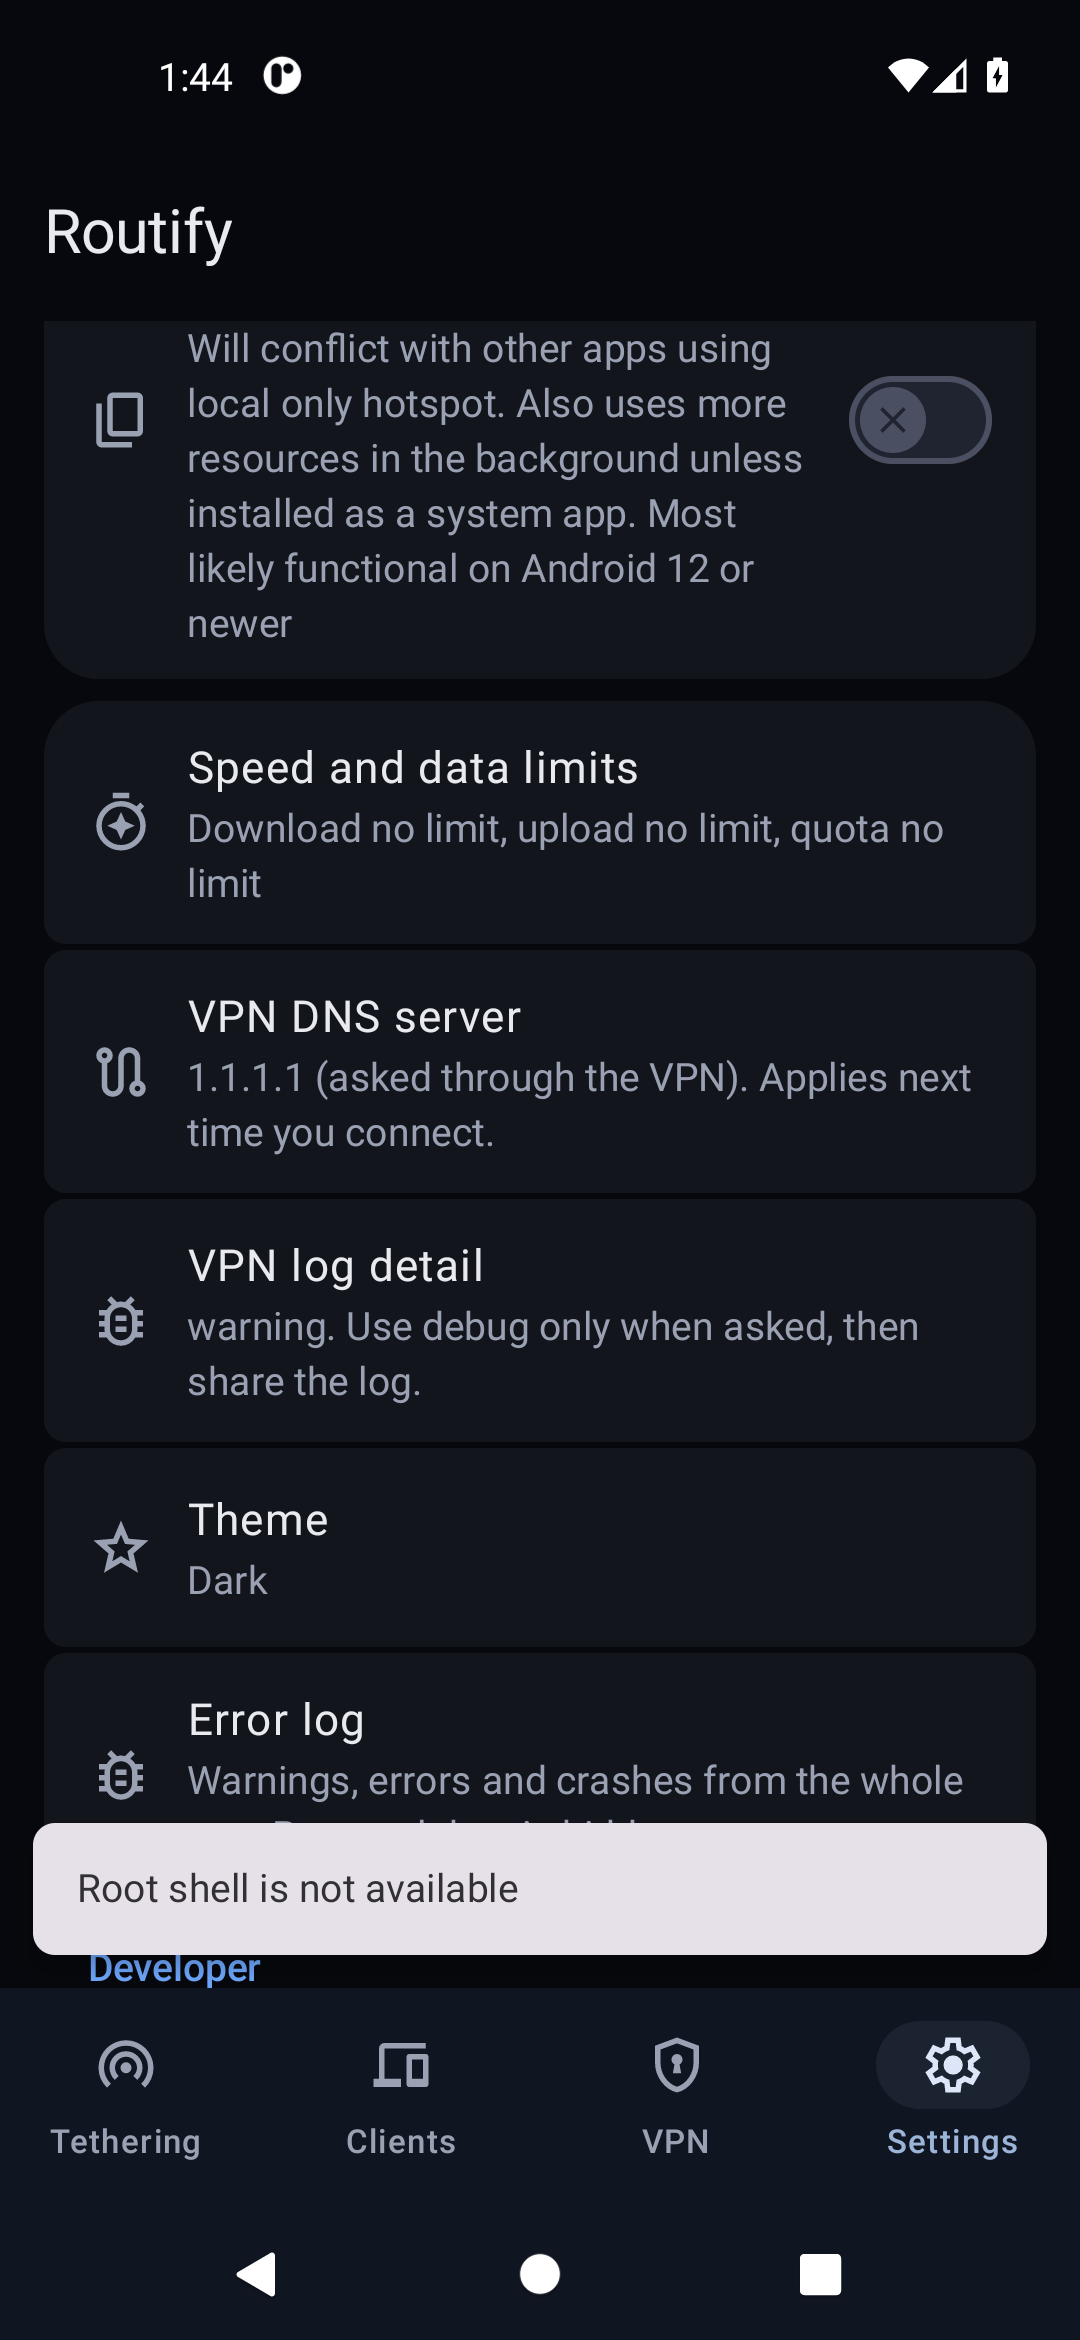 1:44
Routify
Will conflict with other apps using
local only hotspot. Also uses more
resources in the background unless
installed as a system app. Most
likely functional on Android 12 or
newer
Speed and data limits
Download no limit, upload no limit, quota no
limit
VPN DNS server
1.1.1.1 (asked through the VPN). Applies next
time you connect.
VPN log detail
warning. Use debug only when asked, then
share the log.
Theme
Dark
Error log
Warnings, errors and crashes from the whole
Root shell is not available
Developer
Tethering
Clients
VPN
Settings